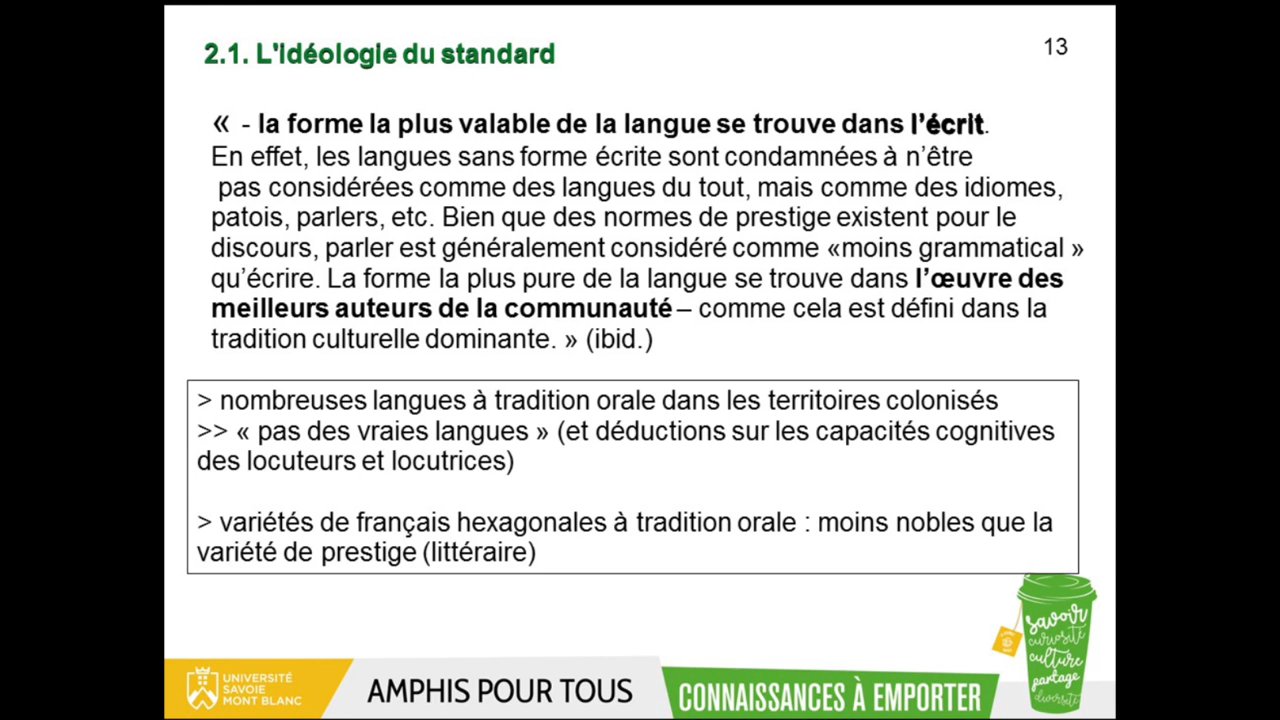 2.1. L'idéologie du standard
13
« - la forme la plus valable de la langue se trouve dans l’écrit.
En effet, les langues sans forme écrite sont condamnées à n’être
pas considérées comme des langues du tout, mais comme des idiomes,
patois, parlers, etc. Bien que des normes de prestige existent pour le
discours, parler est généralement considéré comme «moins grammatical »
qu’écrire. La forme la plus pure de la langue se trouve dans l’œuvre des
meilleurs auteurs de la communauté – comme cela est défini dans la
tradition culturelle dominante. » (ibid.)
> nombreuses langues à tradition orale dans les territoires colonisés
>> « pas des vraies langues » (et déductions sur les capacités cognitives
des locuteurs et locutrices)
> variétés de français hexagonales à tradition orale : moins nobles que la
variété de prestige (littéraire)
savoir
curiosité
culture
partage
diversité
UNIVERSITÉ
SAVOIE
MONT BLANC
AMPHIS POUR TOUS
CONNAISSANCES À EMPORTER